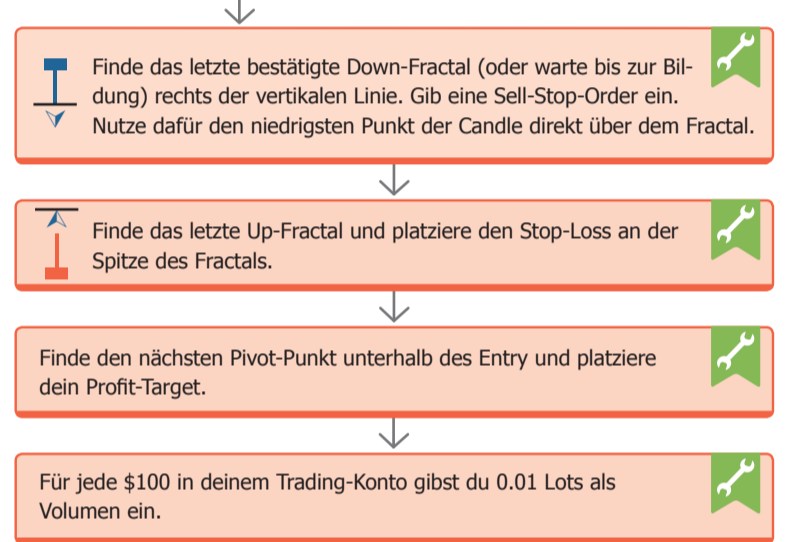 Finde das letzte bestätigte Down-Fractal (oder warte bis zur Bil-
dung) rechts der vertikalen Linie. Gib eine Sell-Stop-Order ein.
Nutze dafür den niedrigsten Punkt der Candle direkt über dem Fractal.
Finde das letzte Up-Fractal und platziere den Stop-Loss an der
Spitze des Fractals.
Finde den nächsten Pivot-Punkt unterhalb des Entry und platziere
dein Profit-Target.
Für jede $100 in deinem Trading-Konto gibst du 0.01 Lots als
Volumen ein.